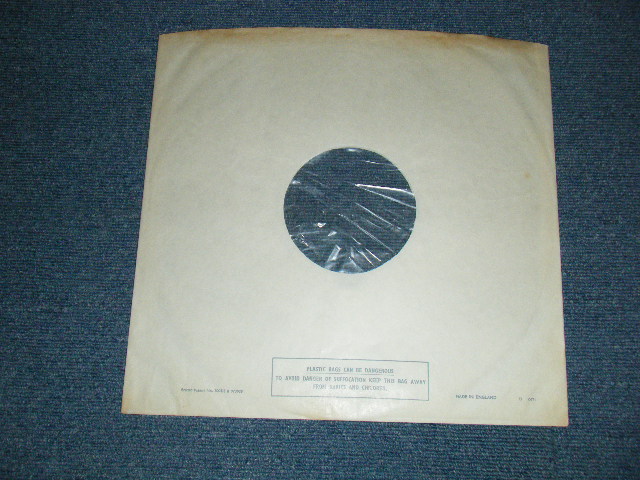 PLASTIC BAGS CAN BE DANGEROUS
TO AVOID DANGER OF SUFFOCATION KEEP THIS BAG AWAY
FROM BABIES AND CHILDREN.
MADE IN ENGLAND